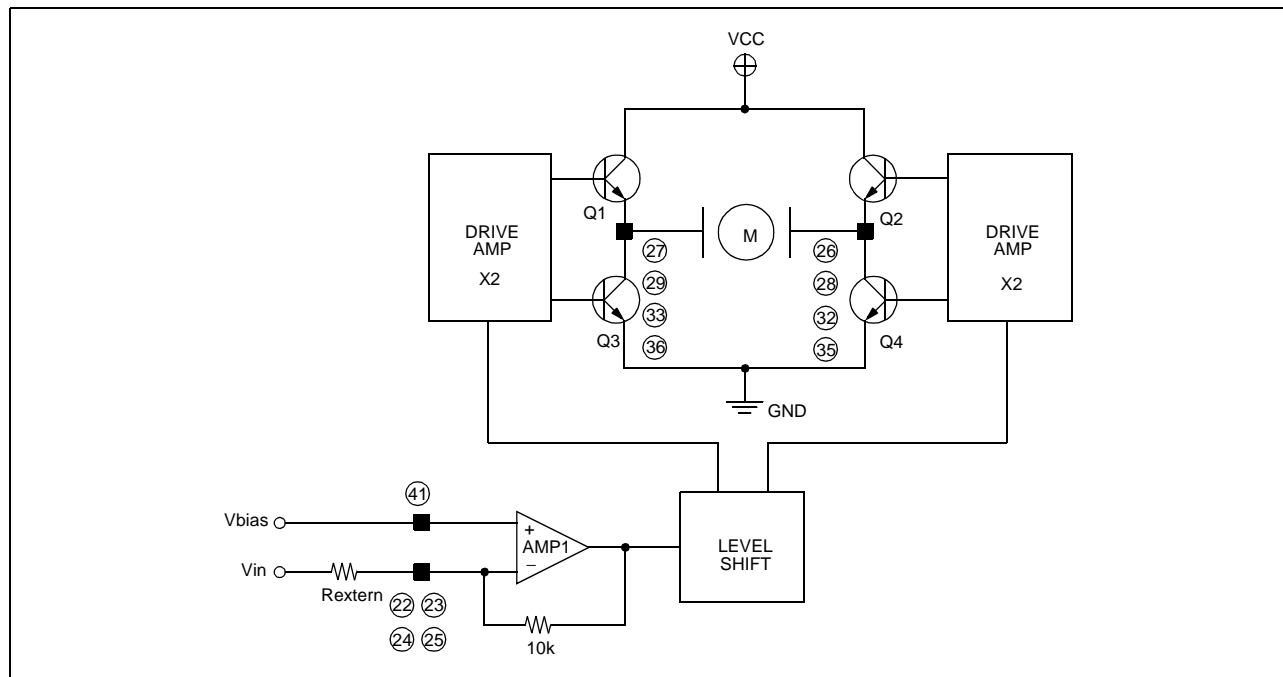 VCC
Q1
Q2
DRIVE
AMP
X2
M
DRIVE
AMP
X2
27
26
29
28
33
32
Q3
36
35
Q4
GND
41
Vbias
+
AMP1
LEVEL
SHIFT
Vin
−
Rextern
22 23
24 25
10k